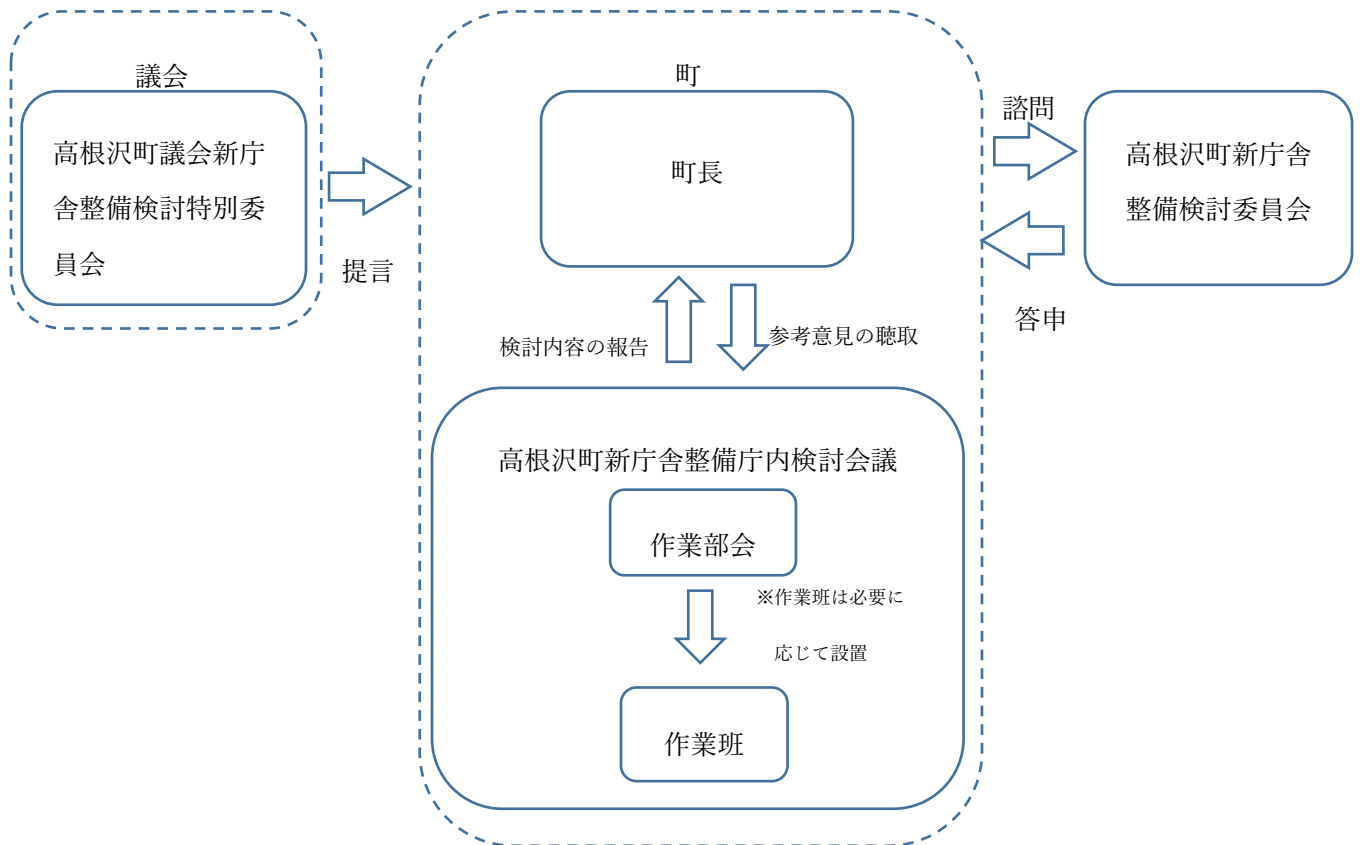 議会
高根沢町議会新庁
舎整備検討特別委
員会
提言
町
町長
検討内容の報告
参考意見の聴取
高根沢町新庁舎整備庁内検討会議
作業部会
※作業班は必要に
応じて設置
作業班
諮問
高根沢町新庁舎
整備検討委員会
答申